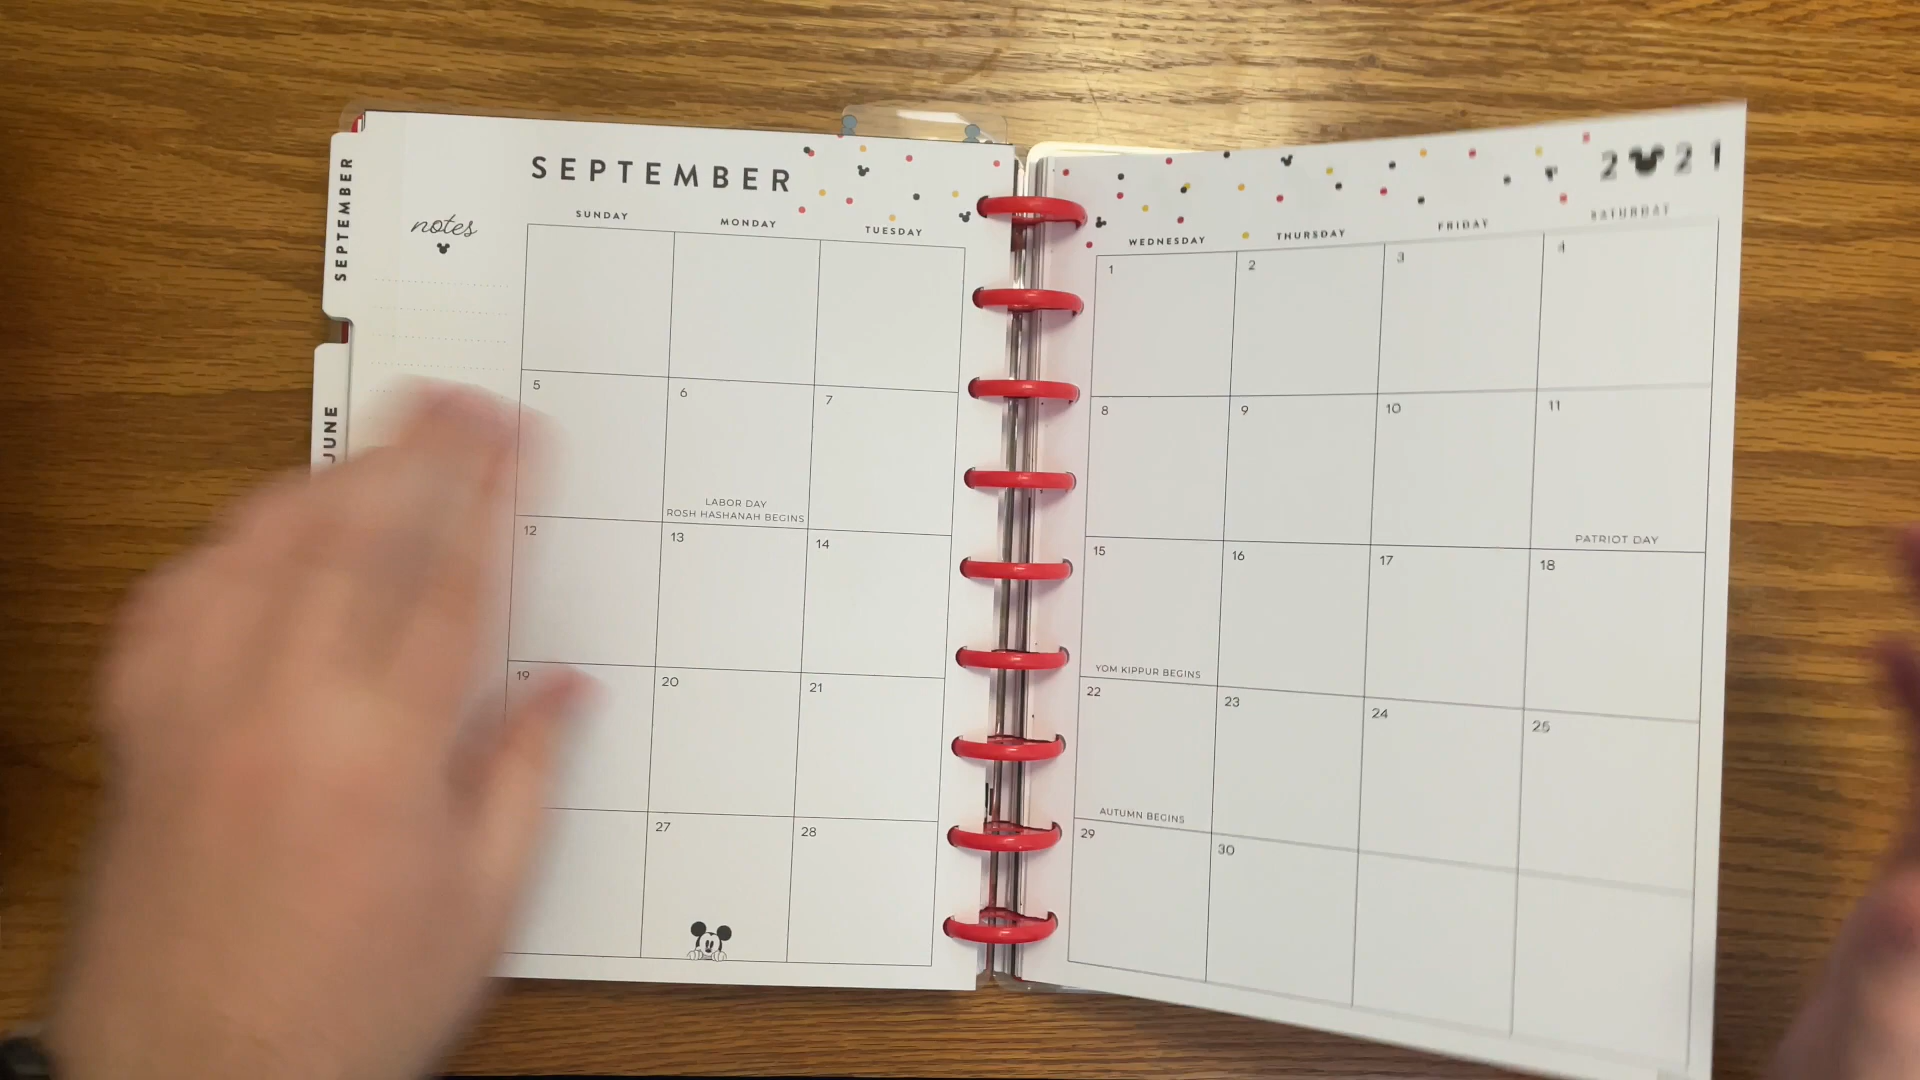 SEPTEMBER
2 21
SEPTEMBER
JUNE
notes
SUNDAY MONDAY TUESDAY WEDNESDAY THURSDAY FRIDAY SATURDAY
1 2 3 4
5 6 7 8 9 10 11
LABOR DAY
ROSH HASHANAH BEGINS
PATRIOT DAY
12 13 14 15 16 17 18
YOM KIPPUR BEGINS
19 20 21 22 23 24 25
AUTUMN BEGINS
27 28 29 30